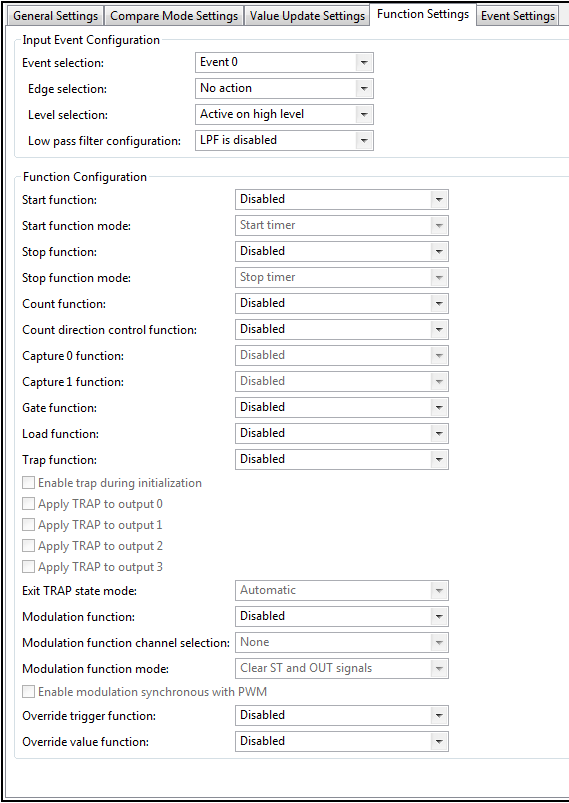 General Settings Compare Mode Settings Value Update Settings Function Settings Event Settings
Input Event Configuration
Event selection: Event 0
Edge selection: No action
Level selection: Active on high level
Low pass filter configuration: LPF is disabled
Function Configuration
Start function: Disabled
Start function mode: Start timer
Stop function: Disabled
Stop function mode: Stop timer
Count function: Disabled
Count direction control function: Disabled
Capture 0 function: Disabled
Capture 1 function: Disabled
Gate function: Disabled
Load function: Disabled
Trap function: Disabled
Enable trap during initialization
Apply TRAP to output 0
Apply TRAP to output 1
Apply TRAP to output 2
Apply TRAP to output 3
Exit TRAP state mode: Automatic
Modulation function: Disabled
Modulation function channel selection: None
Modulation function mode: Clear ST and OUT signals
Enable modulation synchronous with PWM
Override trigger function: Disabled
Override value function: Disabled